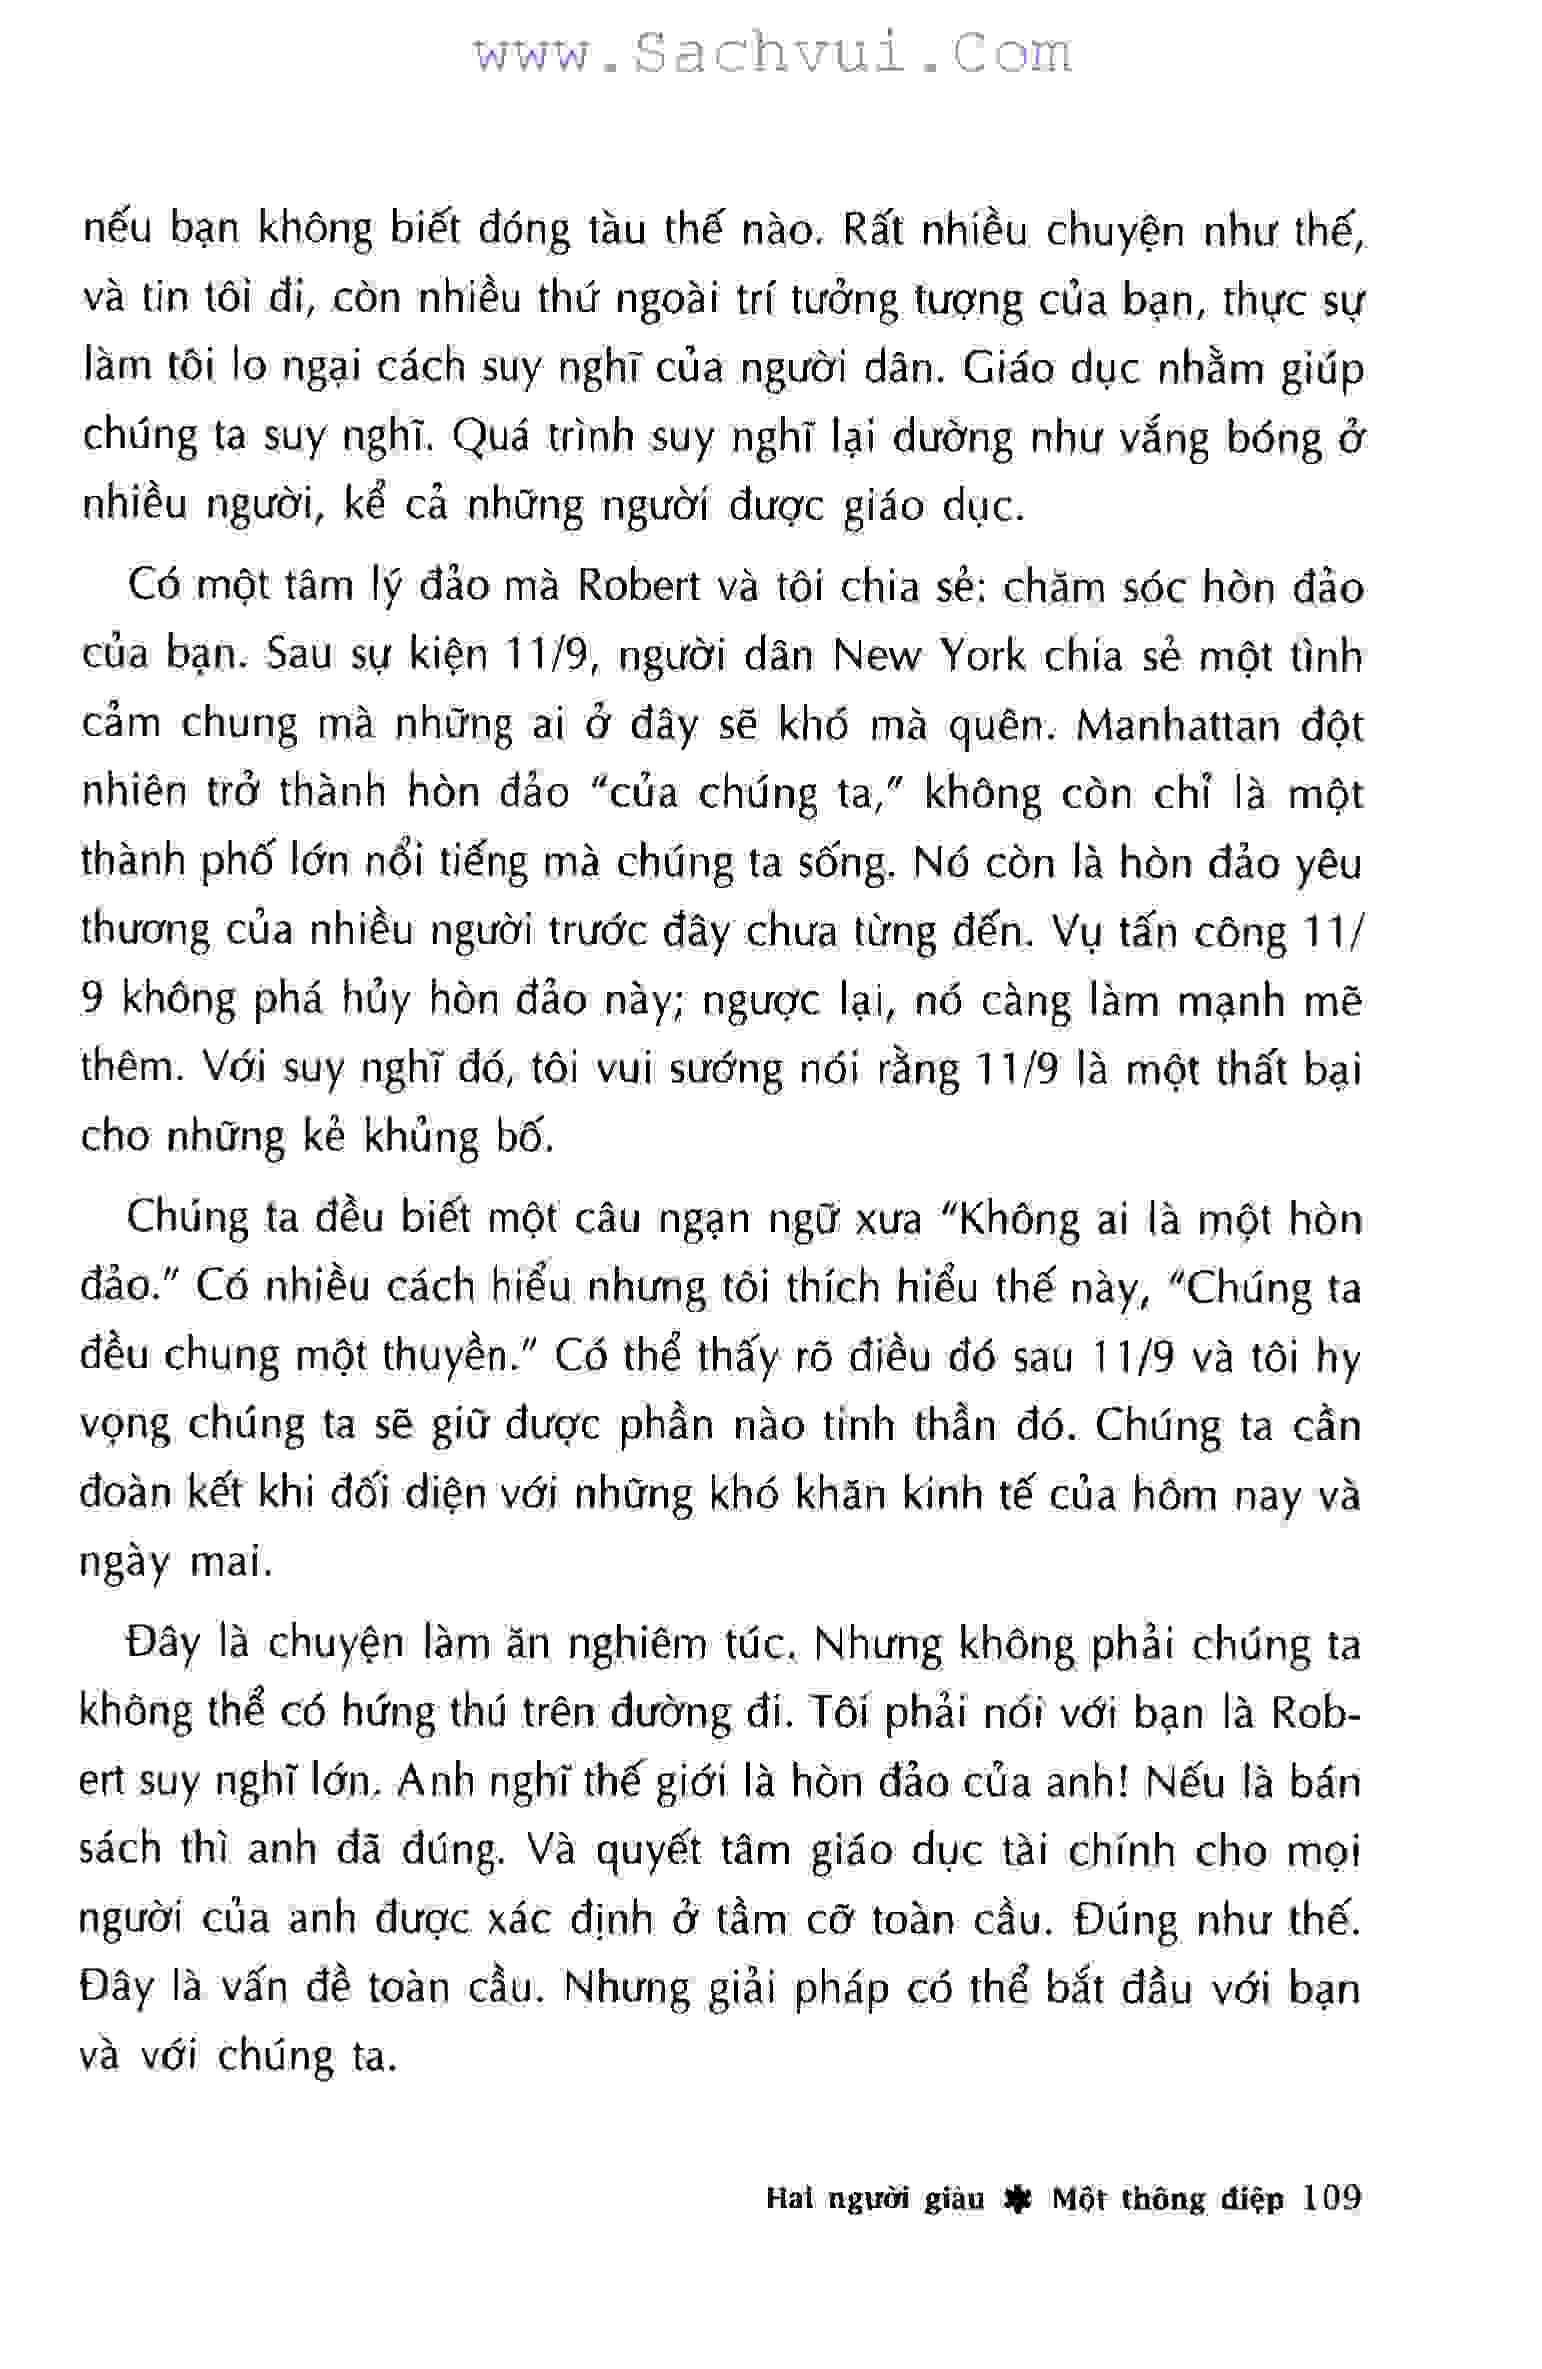 www.Sachvui.Com
nếu bạn không biết đóng tàu thế nào. Rất nhiều chuyện như thế,
và tin tôi đi, còn nhiều thứ ngoài trí tưởng tượng của bạn, thực sự
làm tôi lo ngại cách suy nghĩ của người dân. Giáo dục nhằm giúp
chúng ta suy nghĩ. Quá trình suy nghĩ lại dường như vắng bóng ở
nhiều người, kể cả những người được giáo dục.
Có một tâm lý đảo mà Robert và tôi chia sẻ: chăm sóc hòn đảo
của bạn. Sau sự kiện 11/9, người dân New York chia sẻ một tình
cảm chung mà những ai ở đây sẽ khó mà quên. Manhattan đột
nhiên trở thành hòn đảo "của chúng ta," không còn chỉ là một
thành phố lớn nổi tiếng mà chúng ta sống. Nó còn là hòn đảo yêu
thương của nhiều người trước đây chưa từng đến. Vụ tấn công 11/
9 không phá hủy hòn đảo này; ngược lại, nó càng làm mạnh mẽ
thêm. Với suy nghĩ đó, tôi vui sướng nói rằng 11/9 là một thất bại
cho những kẻ khủng bố.
Chúng ta đều biết một câu ngạn ngữ xưa "Không ai là một hòn
đảo." Có nhiều cách hiểu nhưng tôi thích hiểu thế này, "Chúng ta
đều chung một thuyền." Có thể thấy rõ điều đó sau 11/9 và tôi hy
vọng chúng ta sẽ giữ được phần nào tinh thần đó. Chúng ta cần
đoàn kết khi đối diện với những khó khăn kinh tế của hôm nay và
ngày mai.
Đây là chuyện làm ăn nghiêm túc. Nhưng không phải chúng ta
không thể có hứng thú trên đường đi. Tôi phải nói với bạn là Rob-
ert suy nghĩ lớn. Anh nghĩ thế giới là hòn đảo của anh! Nếu là bán
sách thì anh đã đúng. Và quyết tâm giáo dục tài chính cho mọi
người của anh được xác định ở tầm cỡ toàn cầu. Đúng như thế.
Đây là vấn đề toàn cầu. Nhưng giải pháp có thể bắt đầu với bạn
và với chúng ta.
Hai người giàu ✱ Một thông điệp 109